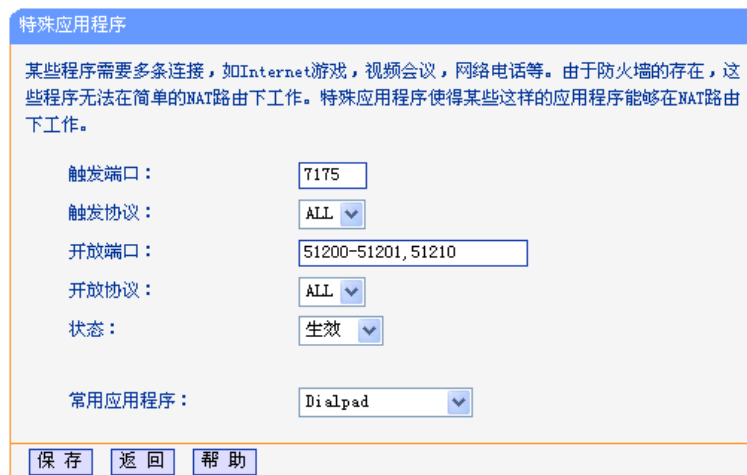 特殊应用程序
某些程序需要多条连接，如Internet游戏，视频会议，网络电话等。由于防火墙的存在，这
些程序无法在简单的NAT路由下工作。特殊应用程序使得某些这样的应用程序能够在NAT路由
下工作。
触发端口： 7175
触发协议： ALL
开放端口： 51200-51201,51210
开放协议： ALL
状态： 生效
常用应用程序： Dialpad
保 存 返 回 帮 助